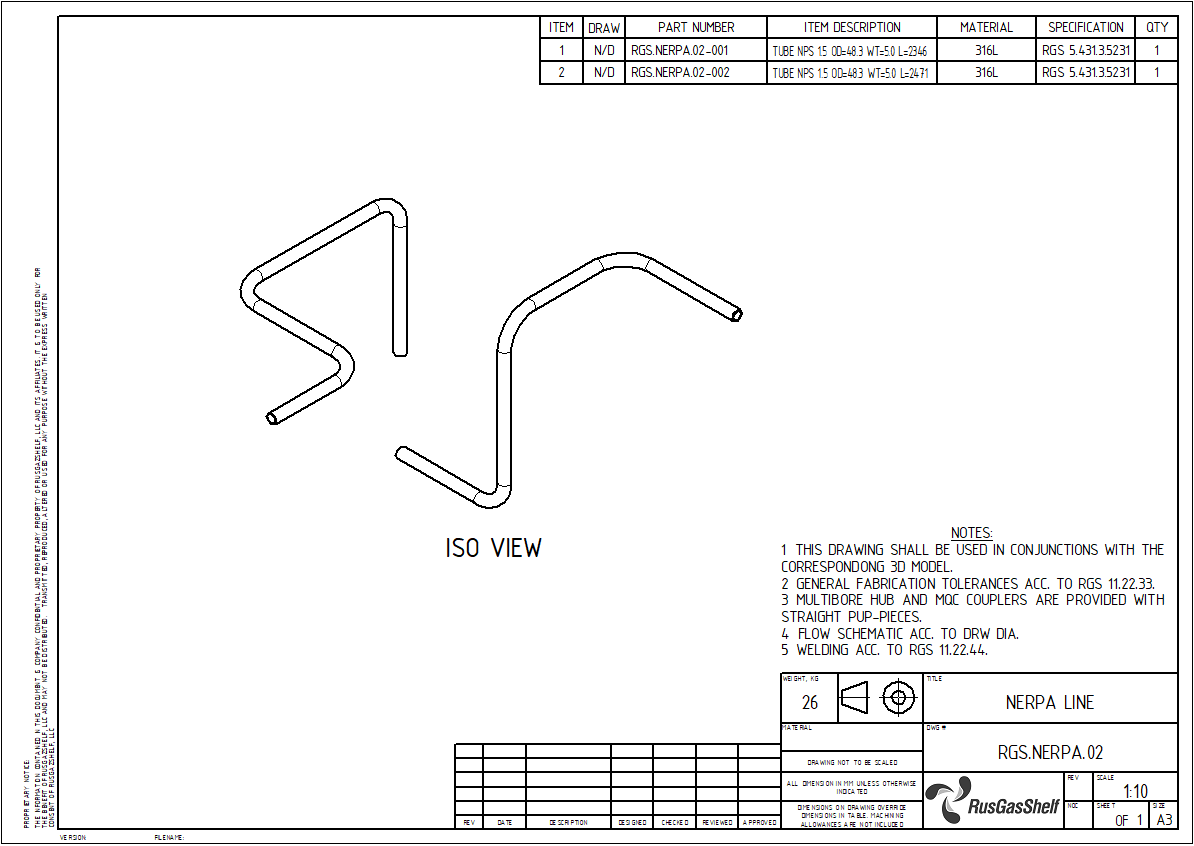 ITEM DRAW PART NUMBER ITEM DESCRIPTION MATERIAL SPECIFICATION QTY
1 N/D RGS.NERPA.02-001 TUBE NPS 1.5 OD=48.3 WT=5.0 L=2346 316L RGS 5.431.3.5231 1
2 N/D RGS.NERPA.02-002 TUBE NPS 1.5 OD=48.3 WT=5.0 L=2471 316L RGS 5.431.3.5231 1
ISO VIEW
NOTES:
1 THIS DRAWING SHALL BE USED IN CONJUNCTIONS WITH THE
CORRESPONDONG 3D MODEL.
2 GENERAL FABRICATION TOLERANCES ACC. TO RGS 11.22.33.
3 MULTIBORE HUB AND MQC COUPLERS ARE PROVIDED WITH
STRAIGHT PUP-PIECES.
4 FLOW SCHEMATIC ACC. TO DRW DIA.
5 WELDING ACC. TO RGS 11.22.44.
WEIGHT, KG
26
TITLE
NERPA LINE
MATERIAL
DWG #
RGS.NERPA.02
DRAWING NOT TO BE SCALED
ALL DIMENSION IN MM UNLESS OTHERWISE
INDICATED
DIMENSIONS ON DRAWING OVERRIDE
DIMENSIONS IN TABLE. MACHINING
ALLOWANCES ARE NOT INCLUDED
RusGasShelf
REV
SCALE
1:10
NOC
SHEET
OF 1
SIZE
A3
REV DATE DESCRIPTION DESIGNED CHECKED REVIEWED APPROVED
VERSION: FILENAME:
PROPRIETARY NOTICE:
THE INFORMATION CONTAINED IN THIS DOCUMENT IS COMPANY CONFIDENTIAL AND PROPRIETARY PROPERTY OF RUSGAZSHELF, LLC AND ITS AFFILIATES. IT IS TO BE USED ONLY FOR
THE BENEFIT OF RUSGAZSHELF, LLC AND MAY NOT BE DISTRIBUTED, TRANSMITTED, REPRODUCED, ALTERED OR USED FOR ANY PURPOSE WITHOUT THE EXPRESS WRITTEN
CONSENT OF RUSGAZSHELF, LLC